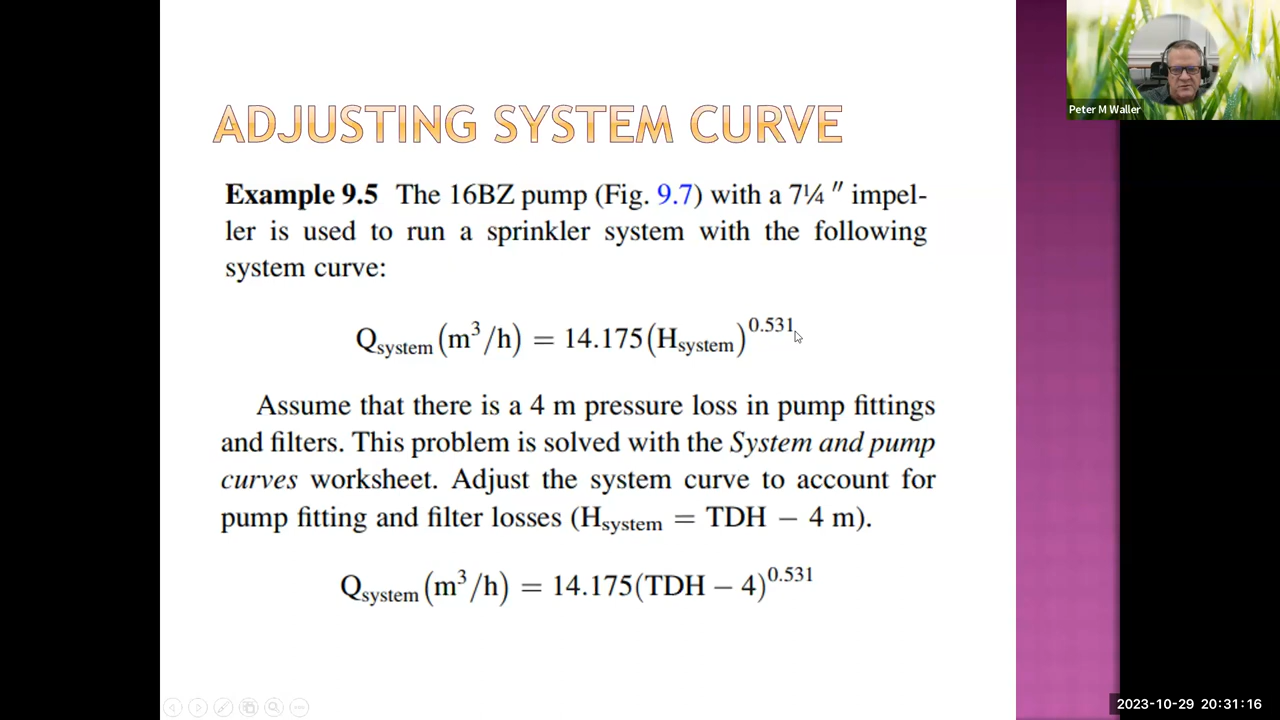 Peter M Waller
ADJUSTING SYSTEM CURVE
Example 9.5 The 16BZ pump (Fig. 9.7) with a 7¼ ″ impel-
ler is used to run a sprinkler system with the following
system curve:
Q_system (m³/h) = 14.175(H_system)^0.531
Assume that there is a 4 m pressure loss in pump fittings
and filters. This problem is solved with the System and pump
curves worksheet. Adjust the system curve to account for
pump fitting and filter losses (H_system = TDH − 4 m).
Q_system (m³/h) = 14.175(TDH − 4)^0.531
2023-10-29 20:31:16